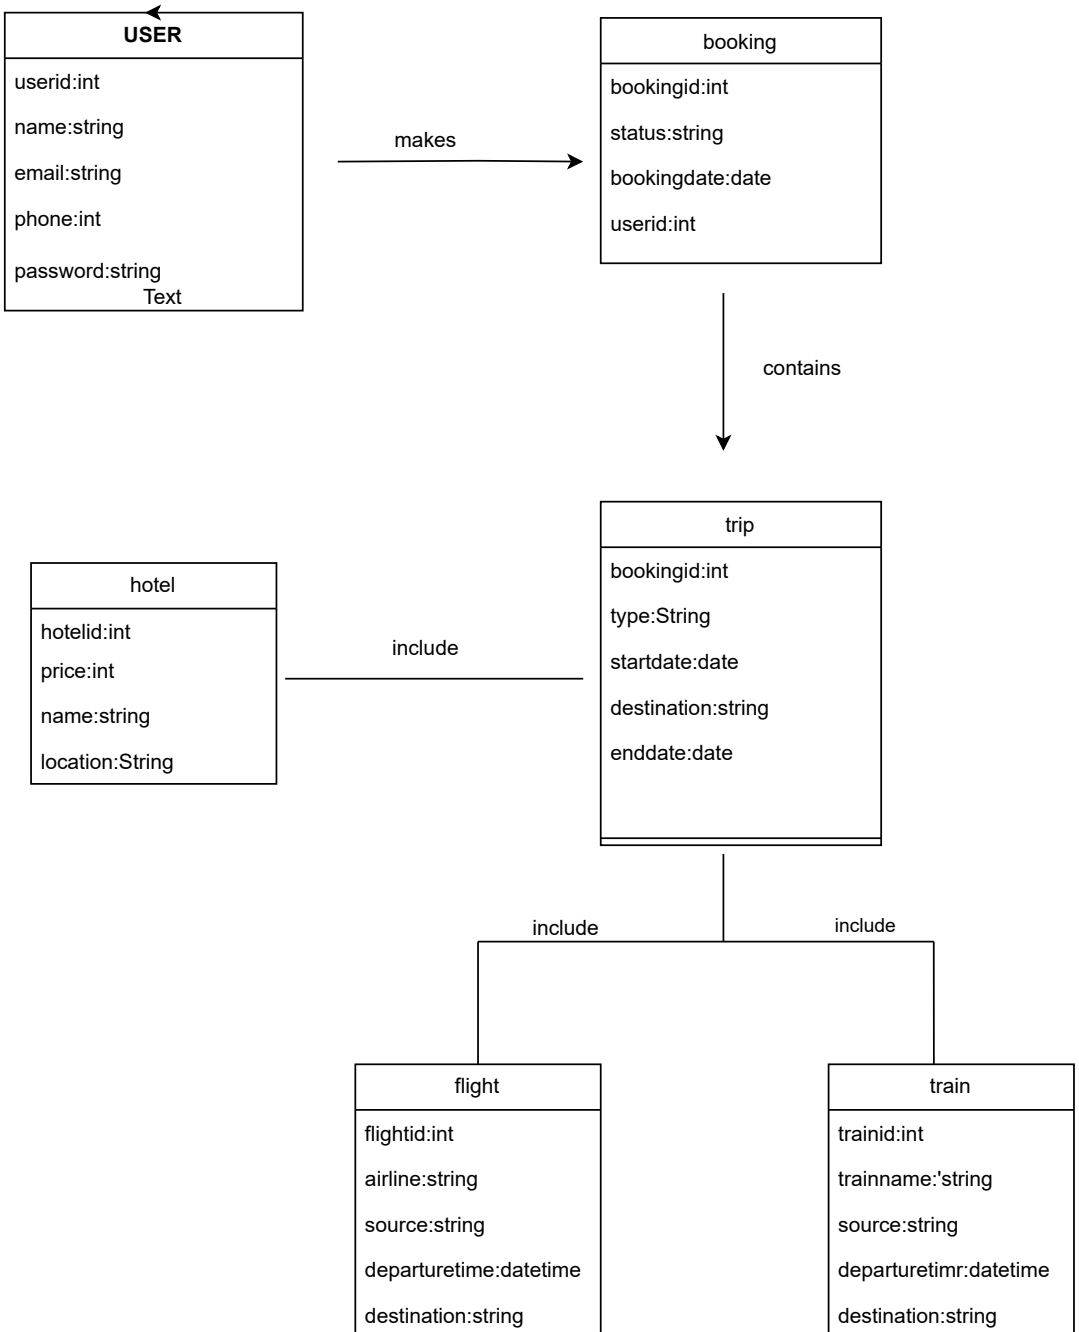 USER
userid:int
name:string
email:string
phone:int
password:string
Text
makes
booking
bookingid:int
status:string
bookingdate:date
userid:int
contains
trip
bookingid:int
type:String
startdate:date
destination:string
enddate:date
hotel
hotelid:int
price:int
name:string
location:String
include
include
include
flight
flightid:int
airline:string
source:string
departuretime:datetime
destination:string
train
trainid:int
trainname:'string
source:string
departuretimr:datetime
destination:string